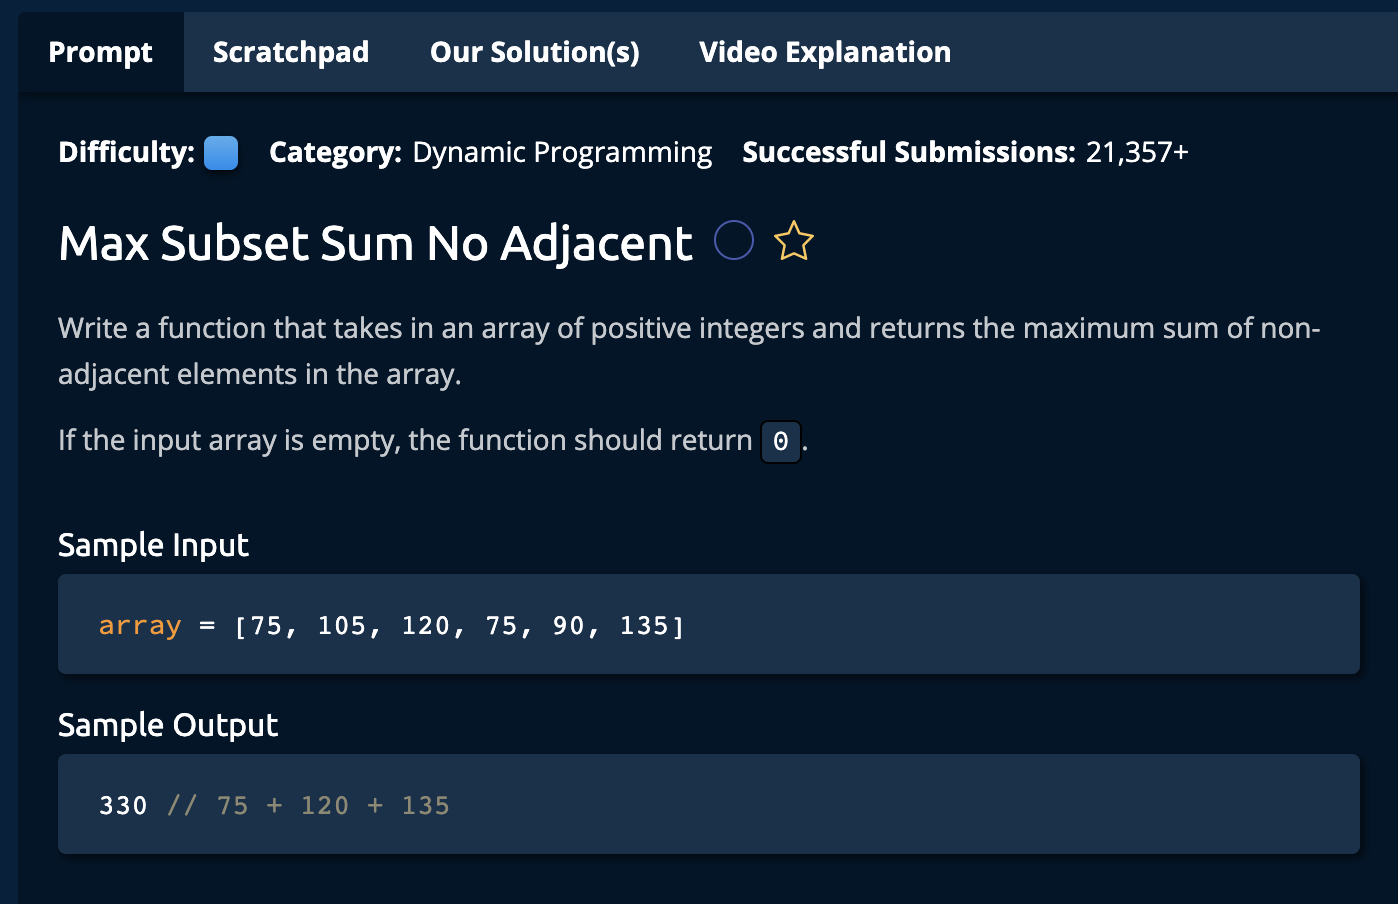 Prompt Scratchpad Our Solution(s) Video Explanation
Difficulty: Category: Dynamic Programming Successful Submissions: 21,357+
Max Subset Sum No Adjacent
Write a function that takes in an array of positive integers and returns the maximum sum of non-
adjacent elements in the array.
If the input array is empty, the function should return 0.
Sample Input
array = [75, 105, 120, 75, 90, 135]
Sample Output
330 // 75 + 120 + 135